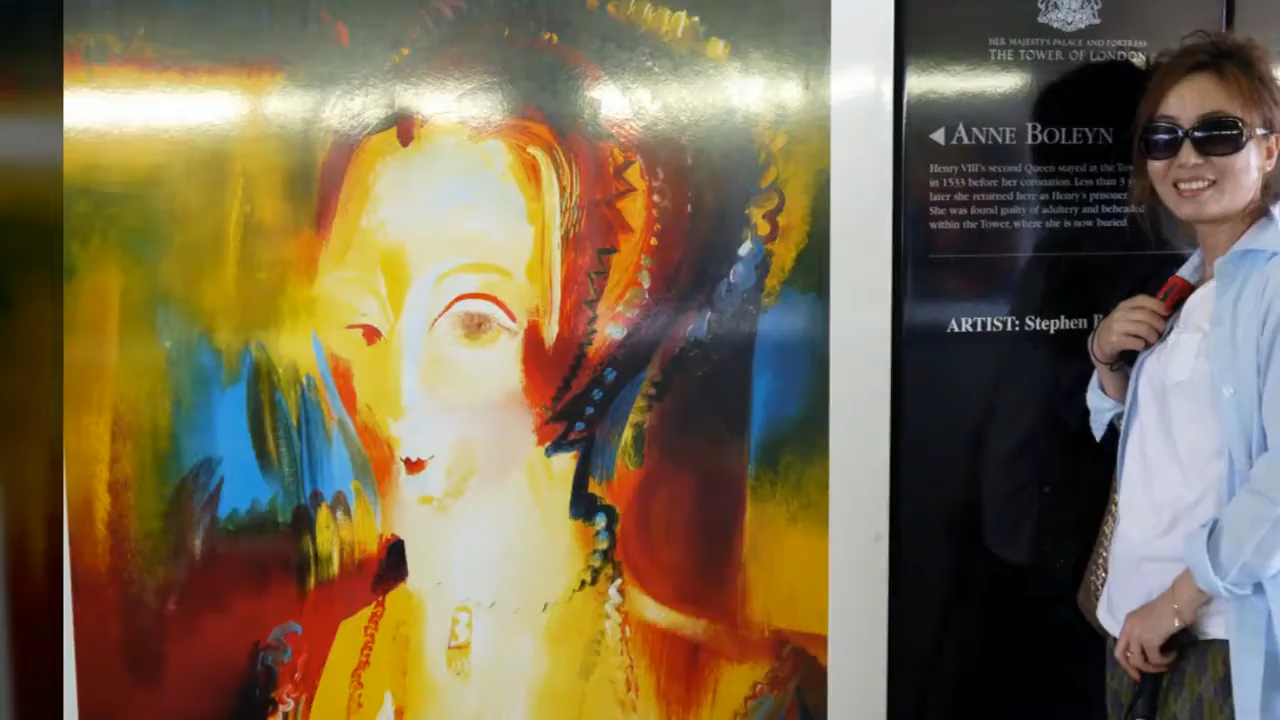 HER MAJESTY'S PALACE AND FORTRESS
THE TOWER OF LONDON
ANNE BOLEYN
Henry VIII's second Queen stayed at the
in 1533 before her coronation. Less than 3
later she returned here as Henry's prisoner.
She was found guilty of adultery and beheaded
within the Tower, where she is now buried.
ARTIST: Stephen